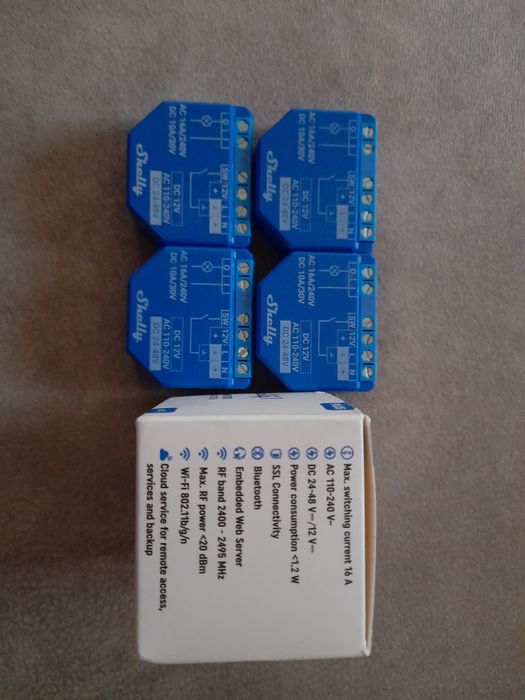 AC 16A/240V
DC 10A/30V
O I
SW 12V L N
DC 12V
AC 110-240V
DC 24-48V
Shelly
AC 16A/240V
DC 10A/30V
O I
SW 12V L N
DC 12V
AC 110-240V
DC 24-48V
Shelly
AC 16A/240V
DC 10A/30V
O I
SW 12V L N
DC 12V
AC 110-240V
DC 24-48V
Shelly
AC 16A/240V
DC 10A/30V
O I
SW 12V L N
DC 12V
AC 110-240V
DC 24-48V
Shelly
Max. switching current 16 A
AC 110-240 V~
DC 24-48 V⎓/12 V⎓
Power consumption <1.2 W
SSL Connectivity
Bluetooth
Embedded Web Server
RF band 2400 - 2495 MHz
Max. RF power <20 dBm
Wi-Fi 802.11b/g/n
Cloud service for remote access,
services and backup